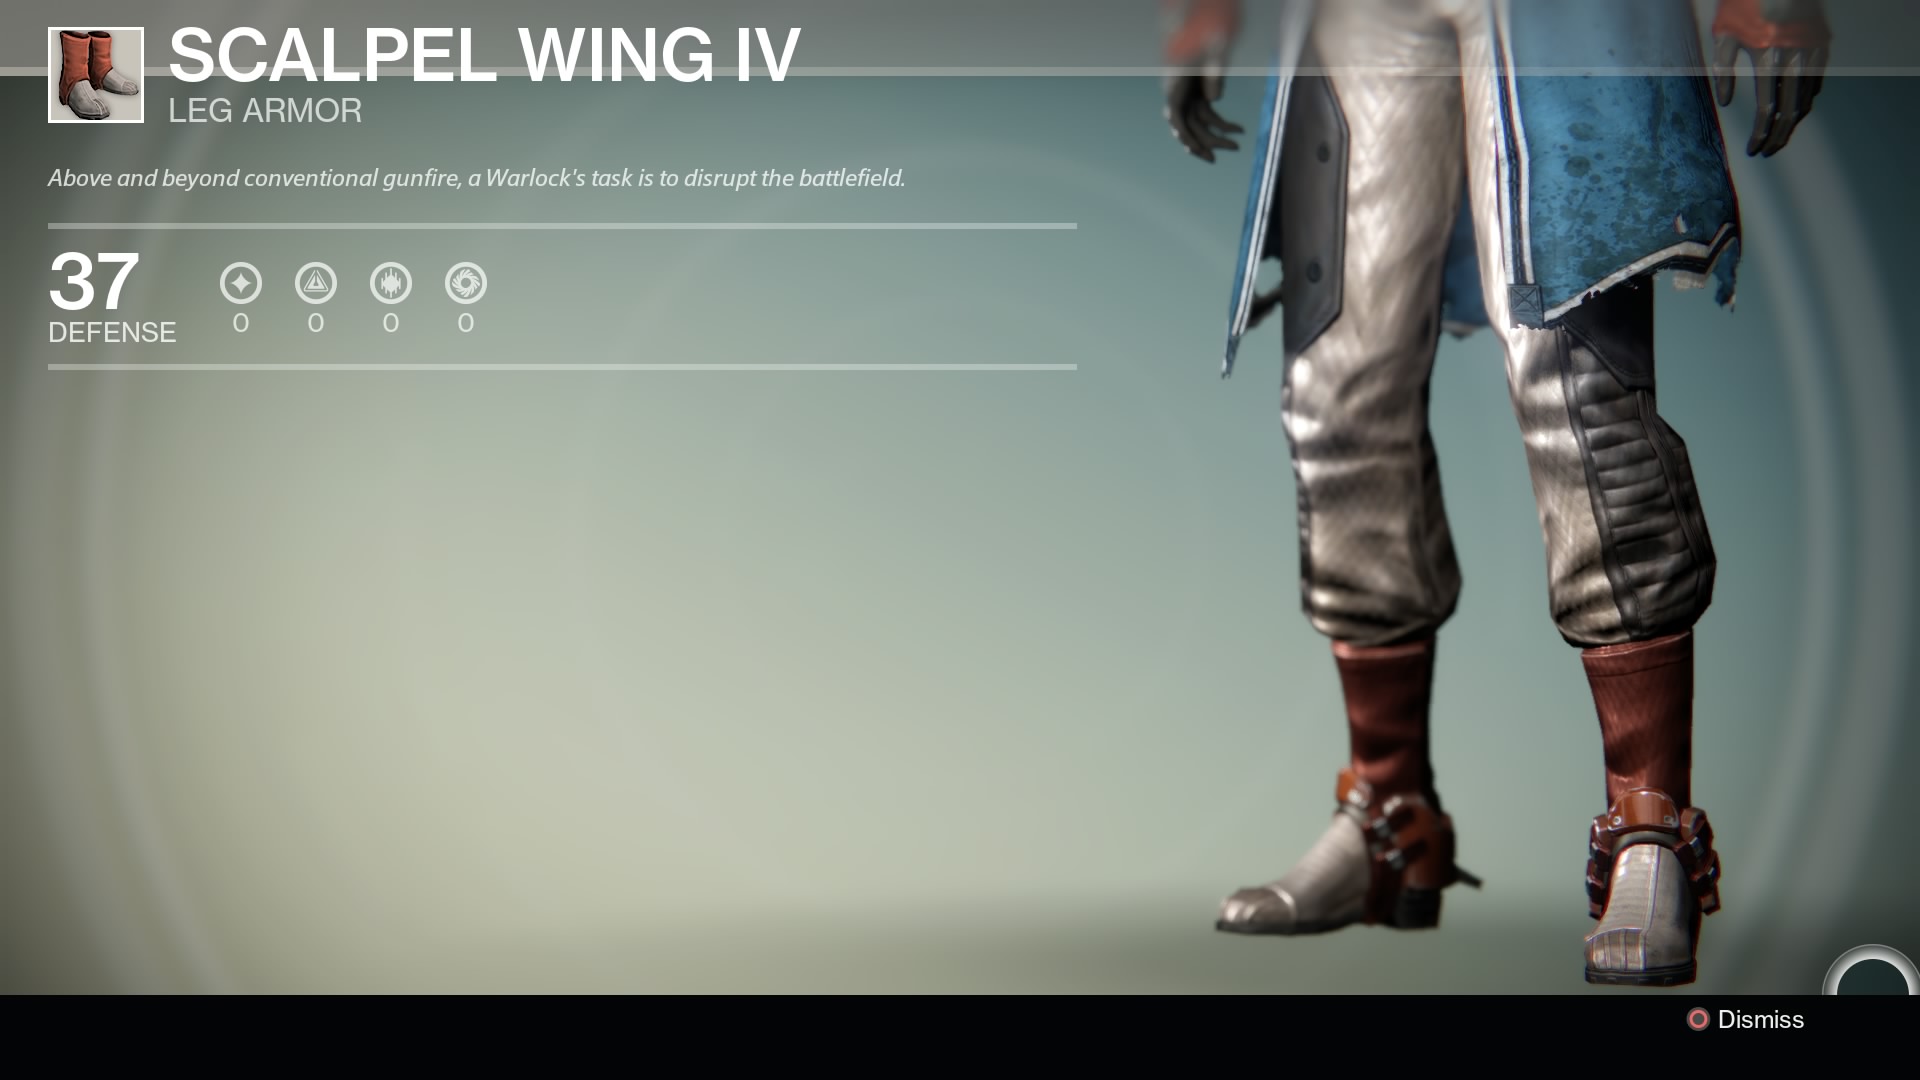 SCALPEL WING IV
LEG ARMOR
Above and beyond conventional gunfire, a Warlock's task is to disrupt the battlefield.
37
DEFENSE
0 0 0 0
Dismiss